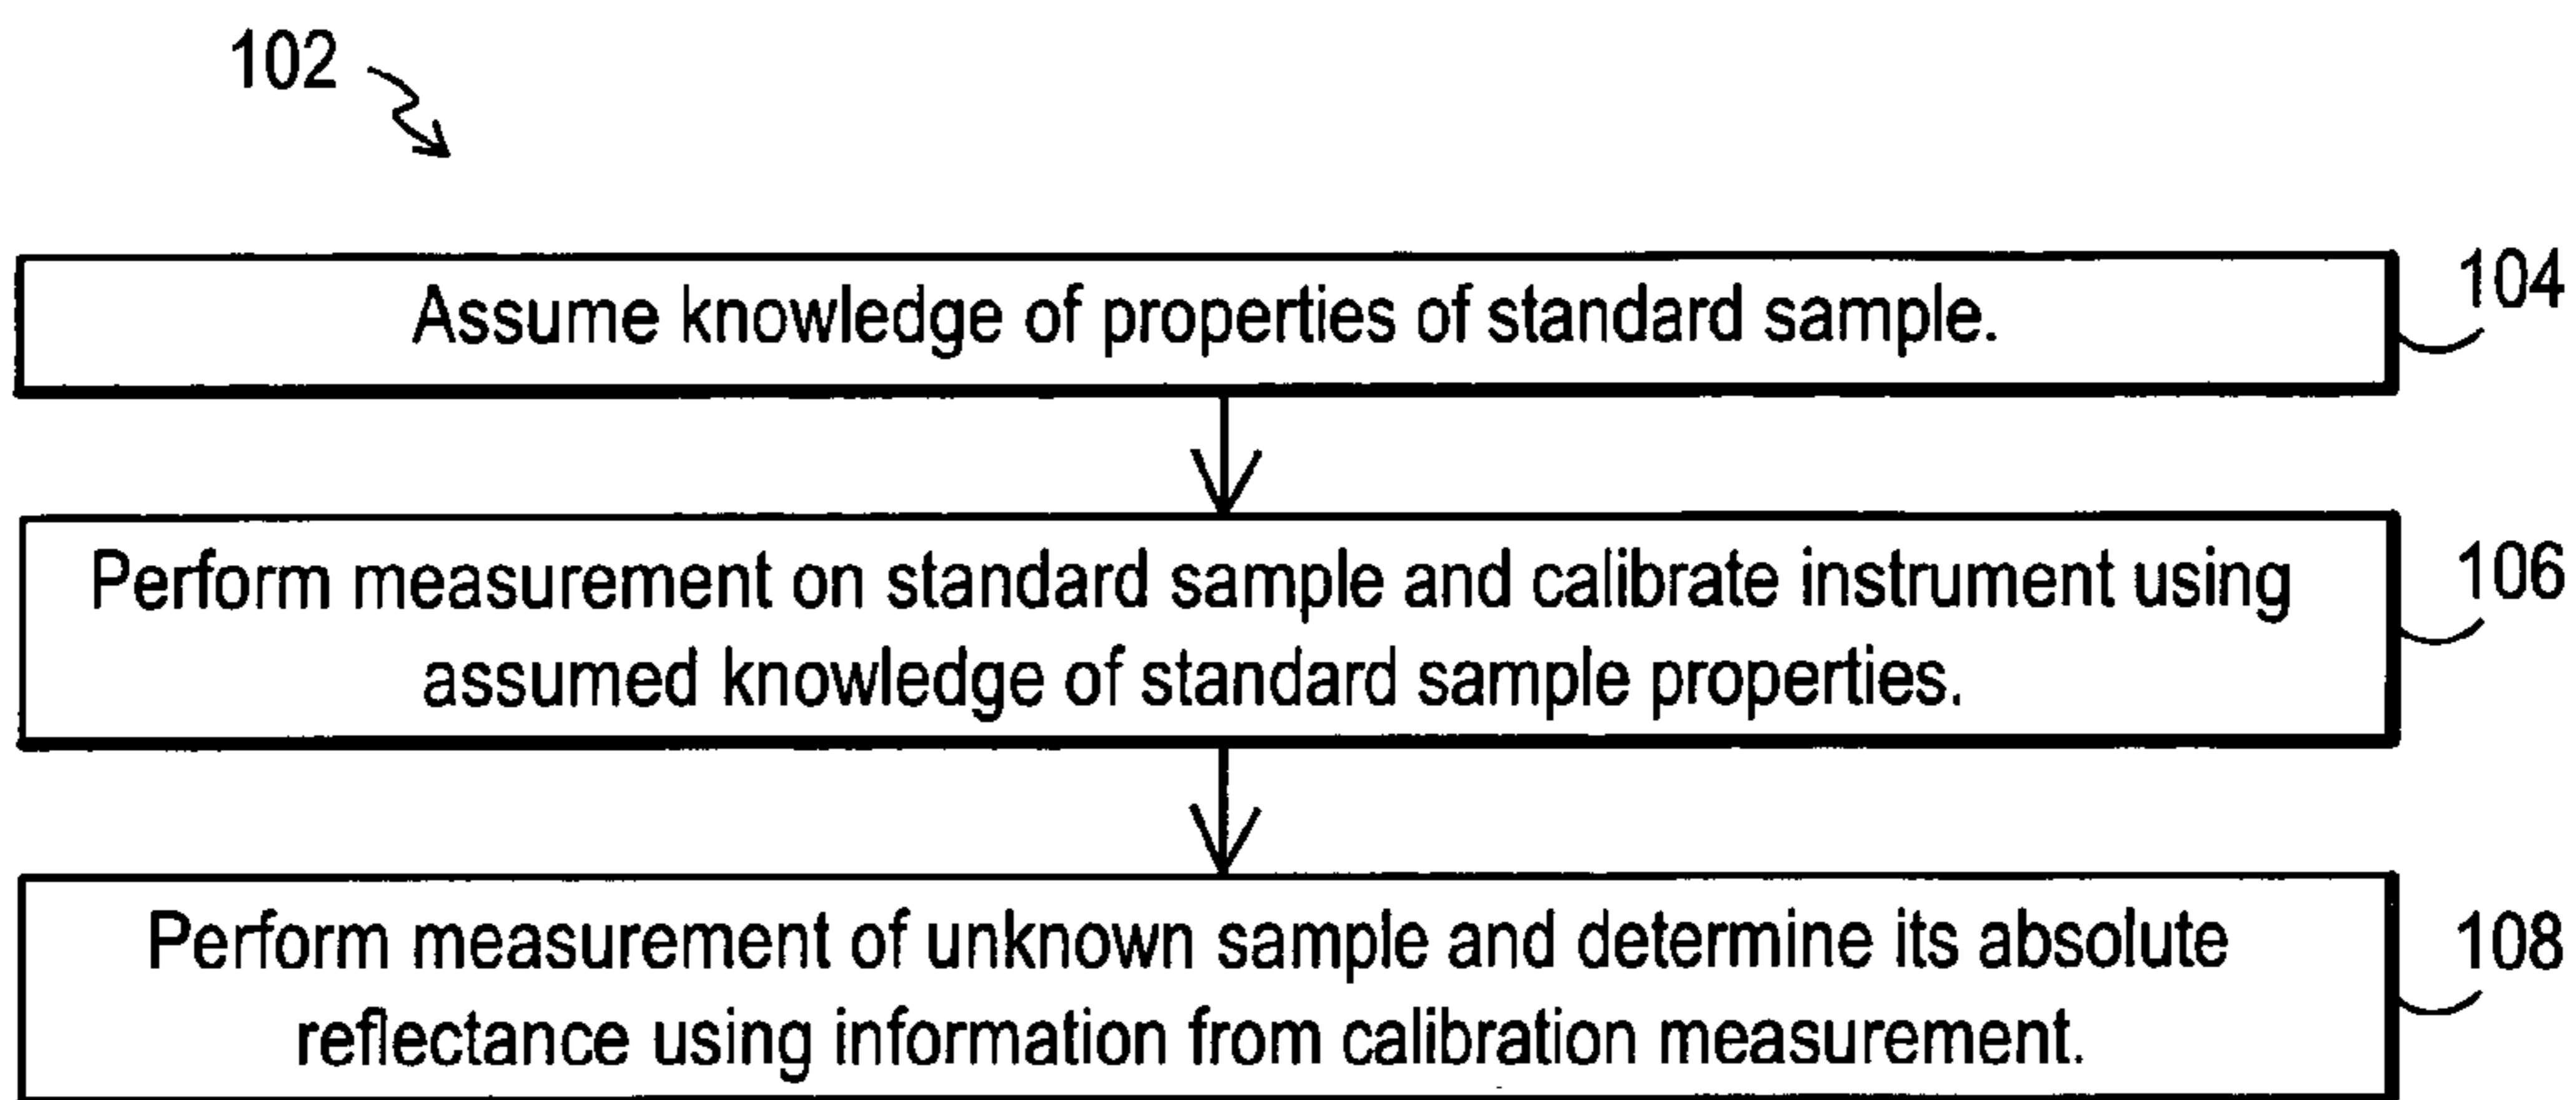 102
Assume knowledge of properties of standard sample.
104
Perform measurement on standard sample and calibrate instrument using
assumed knowledge of standard sample properties.
106
Perform measurement of unknown sample and determine its absolute
reflectance using information from calibration measurement.
108